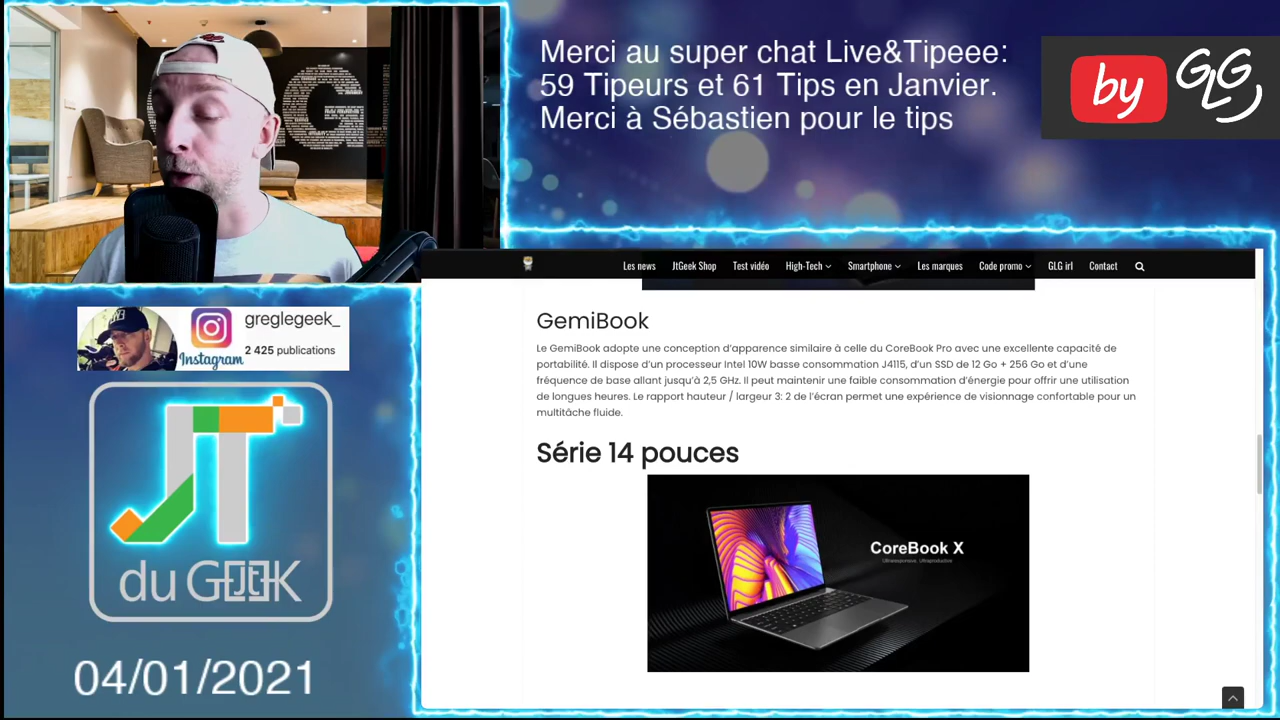 Merci au super chat Live&Tipeee:
59 Tipeurs et 61 Tips en Janvier.
Merci à Sébastien pour le tips
by GLG
Les news JtGeek Shop Test vidéo High-Tech Smartphone Les marques Code promo GLG irl Contact
greglegeek_
2 425 publications
Instagram
GemiBook
Le GemiBook adopte une conception d'apparence similaire à celle du CoreBook Pro avec une excellente capacité de
portabilité. Il dispose d'un processeur Intel 10W basse consommation J4115, d'un SSD de 12 Go + 256 Go et d'une
fréquence de base allant jusqu'à 2,5 GHz. Il peut maintenir une faible consommation d'énergie pour offrir une utilisation
de longues heures. Le rapport hauteur / largeur 3: 2 de l'écran permet une expérience de visionnage confortable pour un
multitâche fluide.
Série 14 pouces
CoreBook X
JT
du GEEK
04/01/2021